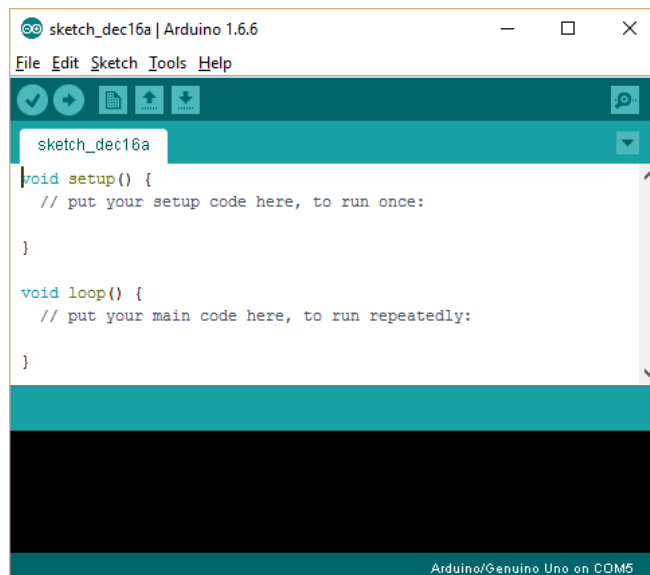 sketch_dec16a | Arduino 1.6.6
File Edit Sketch Tools Help
sketch_dec16a
void setup() {
  // put your setup code here, to run once:
}
void loop() {
  // put your main code here, to run repeatedly:
}
Arduino/Genuino Uno on COM5